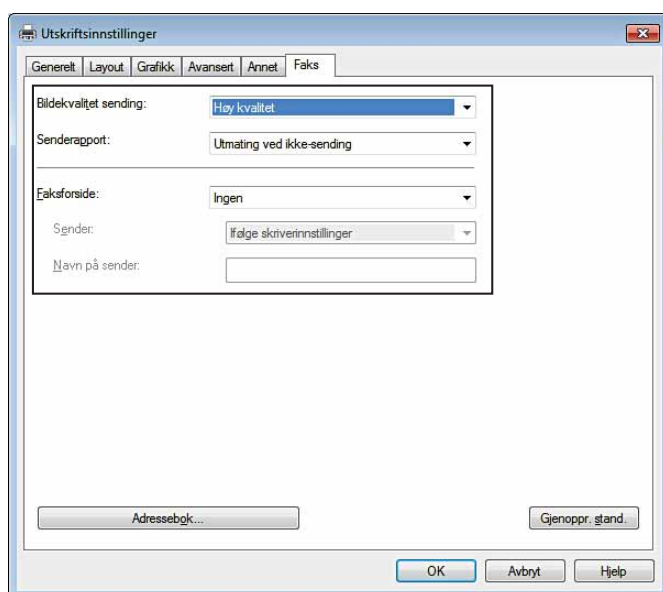 Utskriftsinnstillinger
Generelt Layout Grafikk Avansert Annet Faks
Bildekvalitet sending: Høy kvalitet
Senderapport: Utmating ved ikke-sending
Faksforside: Ingen
Sender: Ifølge skriverinnstillinger
Navn på sender:
Adressebok... Gjenoppr. stand.
OK Avbryt Hjelp